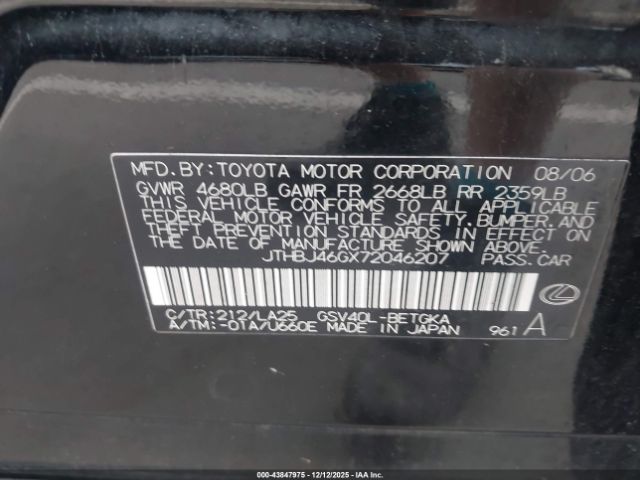 MFD.BY:TOYOTA MOTOR CORPORATION 08/06
GVWR 4680LB GAWR FR 2668LB RR 2359LB
THIS VEHICLE CONFORMS TO ALL APPLICABLE
FEDERAL MOTOR VEHICLE SAFETY,BUMPER AND
THEFT PREVENTION STANDARDS IN EFFECT ON
THE DATE OF MANUFACTURE SHOWN ABOVE.
JTHBJ46GX72046207 PASS.CAR
C/TR:212/LA25 GSV40L-BETGKA
A/TM:-01A/U660E MADE IN JAPAN 961 A
000-43847975 - 12/12/2025 - IAA Inc.